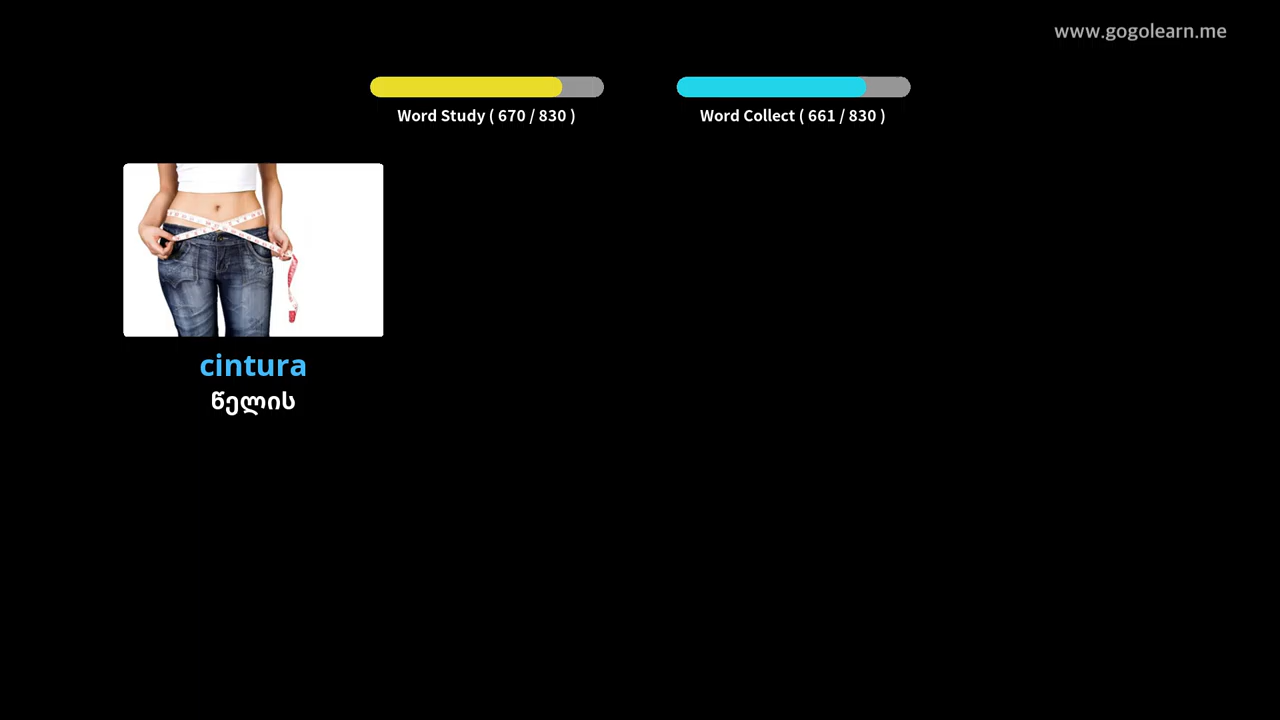 www.gogolearn.me
Word Study ( 670 / 830 )
Word Collect ( 661 / 830 )
cintura
წელის